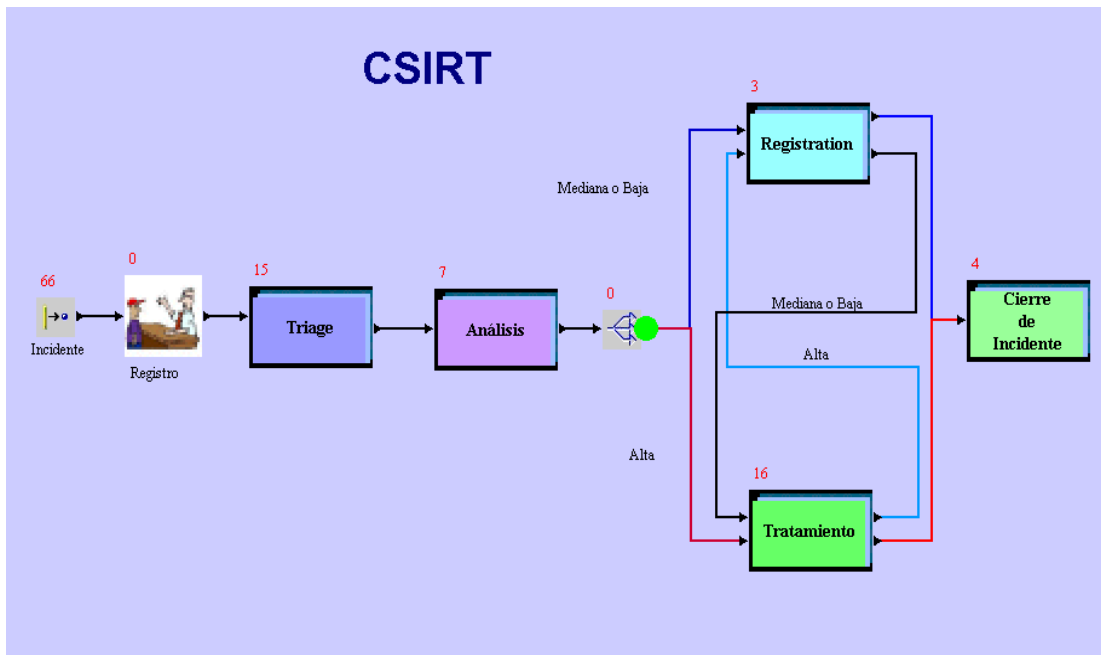 CSIRT
3
Registration
Mediana o Baja
66
0
15
7
0
4
Incidente
Registro
Triage
Análisis
Mediana o Baja
Cierre
de
Incidente
Alta
Alta
16
Tratamiento